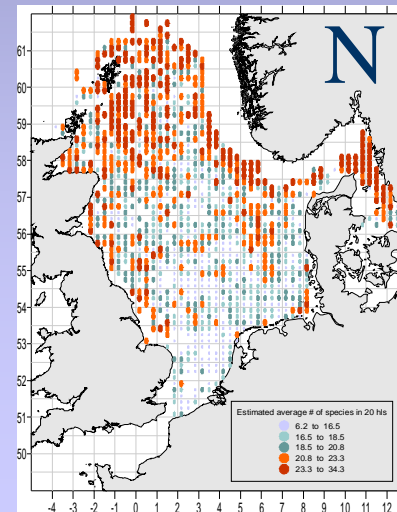 N
61
60
59
58
57
56
55
54
53
52
51
50
Estimated average # of species in 20 hls
6.2 to 16.5
16.5 to 18.5
18.5 to 20.8
20.8 to 23.3
23.3 to 34.3
-4 -3 -2 -1 0 1 2 3 4 5 6 7 8 9 10 11 12